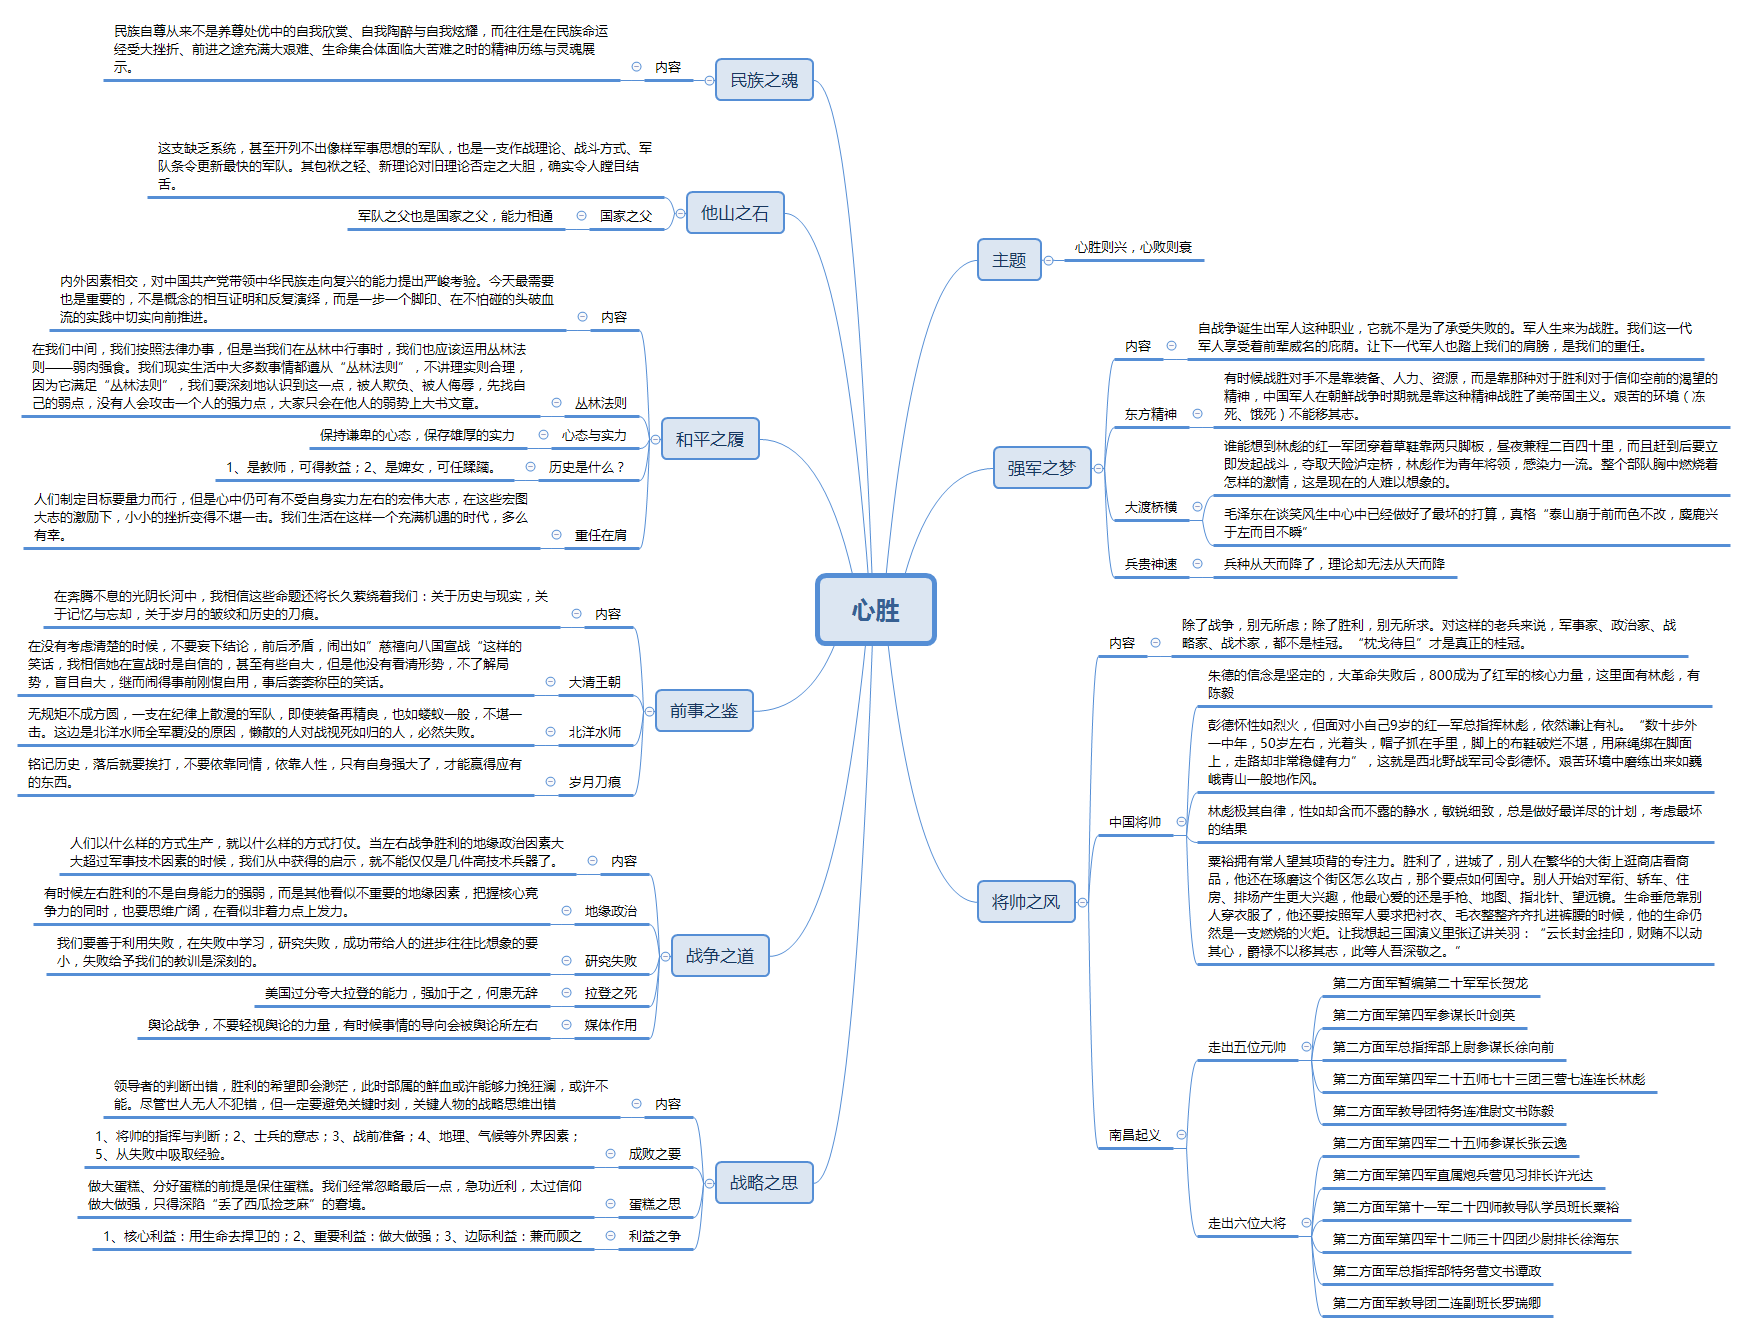 心胜
民族之魂
内容
民族自尊从来不是养尊处优中的自我欣赏、自我陶醉与自我炫耀，而往往是在民族命运
经受大挫折、前进之途充满大艰难、生命集合体面临大苦难之时的精神历练与灵魂展
示。
他山之石
这支缺乏系统，甚至开列不出像样军事思想的军队，也是一支作战理论、战斗方式、军
队条令更新最快的军队。其包袱之轻、新理论对旧理论否定之大胆，确实令人瞠目结
舌。
国家之父
军队之父也是国家之父，能力相通
和平之履
内容
内外因素相交，对中国共产党带领中华民族走向复兴的能力提出严峻考验。今天最需要
也是重要的，不是概念的相互证明和反复演绎，而是一步一个脚印、在不怕碰的头破血
流的实践中切实向前推进。
丛林法则
在我们中间，我们按照法律办事，但是当我们在丛林中行事时，我们也应该运用丛林法
则——弱肉强食。我们现实生活中大多数事情都遵从“丛林法则”，不讲理实则合理，
因为它满足“丛林法则”，我们要深刻地认识到这一点，被人欺负、被人侮辱，先找自
己的弱点，没有人会攻击一个人的强力点，大家只会在他人的弱势上大书文章。
心态与实力
保持谦卑的心态，保存雄厚的实力
历史是什么？
1、是教师，可得教益；2、是婢女，可任蹂躏。
重任在肩
人们制定目标要量力而行，但是心中仍可有不受自身实力左右的宏伟大志，在这些宏图
大志的激励下，小小的挫折变得不堪一击。我们生活在这样一个充满机遇的时代，多么
有幸。
前事之鉴
内容
在奔腾不息的光阴长河中，我相信这些命题还将长久萦绕着我们：关于历史与现实，关
于记忆与忘却，关于岁月的皱纹和历史的刀痕。
大清王朝
在没有考虑清楚的时候，不要妄下结论，前后矛盾，闹出如”慈禧向八国宣战“这样的
笑话，我相信她在宣战时是自信的，甚至有些自大，但是他没有看清形势，不了解局
势，盲目自大，继而闹得事前刚愎自用，事后委委称臣的笑话。
北洋水师
无规矩不成方圆，一支在纪律上散漫的军队，即使装备再精良，也如蝼蚁一般，不堪一
击。这边是北洋水师全军覆没的原因，懒散的人对战视死如归的人，必然失败。
岁月刀痕
铭记历史，落后就要挨打，不要依靠同情，依靠人性，只有自身强大了，才能赢得应有
的东西。
战争之道
内容
人们以什么样的方式生产，就以什么样的方式打仗。当左右战争胜利的地缘政治因素大
大超过军事技术因素的时候，我们从中获得的启示，就不能仅仅是几件高技术兵器了。
地缘政治
有时候左右胜利的不是自身能力的强弱，而是其他看似不重要的地缘因素，把握核心竞
争力的同时，也要思维广阔，在看似非着力点上发力。
研究失败
我们要善于利用失败，在失败中学习，研究失败，成功带给人的进步往往比想象的要
小，失败给予我们的教训是深刻的。
拉登之死
美国过分夸大拉登的能力，强加于之，何患无辞
媒体作用
舆论战争，不要轻视舆论的力量，有时候事情的导向会被舆论所左右
战略之思
内容
领导者的判断出错，胜利的希望即会渺茫，此时部属的鲜血或许能够力挽狂澜，或许不
能。尽管世人无人不犯错，但一定要避免关键时刻，关键人物的战略思维出错
成败之要
1、将帅的指挥与判断；2、士兵的意志；3、战前准备；4、地理、气候等外界因素；
5、从失败中吸取经验。
蛋糕之思
做大蛋糕、分好蛋糕的前提是保住蛋糕。我们经常忽略最后一点，急功近利，太过信仰
做大做强，只得深陷“丢了西瓜捡芝麻”的窘境。
利益之争
1、核心利益：用生命去捍卫的；2、重要利益：做大做强；3、边际利益：兼而顾之
主题
心胜则兴，心败则衰
强军之梦
内容
自战争诞生出军人这种职业，它就不是为了承受失败的。军人生来为战胜。我们这一代
军人享受着前辈威名的庇荫。让下一代军人也踏上我们的肩膀，是我们的重任。
东方精神
有时候战胜对手不是靠装备、人力、资源，而是靠那种对于胜利对于信仰空前的渴望的
精神，中国军人在朝鲜战争时期就是靠这种精神战胜了美帝国主义。艰苦的环境（冻
死、饿死）不能移其志。
大渡桥横
谁能想到林彪的红一军团穿着草鞋靠两只脚板，昼夜兼程二百四十里，而且赶到后要立
即发起战斗，夺取天险泸定桥，林彪作为青年将领，感染力一流。整个部队胸中燃烧着
怎样的激情，这是现在的人难以想象的。
毛泽东在谈笑风生中心中已经做好了最坏的打算，真格“泰山崩于前而色不改，麋鹿兴
于左而目不瞬”
兵贵神速
兵种从天而降了，理论却无法从天而降
将帅之风
内容
除了战争，别无所虑；除了胜利，别无所求。对这样的老兵来说，军事家、政治家、战
略家、战术家，都不是桂冠。“枕戈待旦”才是真正的桂冠。
中国将帅
朱德的信念是坚定的，大革命失败后，800成为了红军的核心力量，这里面有林彪，有
陈毅
彭德怀性如烈火，但面对小自己9岁的红一军总指挥林彪，依然谦让有礼。“数十步外
一中年，50岁左右，光着头，帽子抓在手里，脚上的布鞋破烂不堪，用麻绳绑在脚面
上，走路却非常稳健有力”，这就是西北野战军司令彭德怀。艰苦环境中磨练出来如巍
峨青山一般地作风。
林彪极其自律，性如却含而不露的静水，敏锐细致，总是做好最详尽的计划，考虑最坏
的结果
粟裕拥有常人望其项背的专注力。胜利了，进城了，别人在繁华的大街上逛商店看商
品，他还在琢磨这个街区怎么攻占，那个要点如何固守。别人开始对军衔、轿车、住
房、排场产生更大兴趣，他最心爱的还是手枪、地图、指北针、望远镜。生命垂危靠别
人穿衣服了，他还要按照军人要求把衬衣、毛衣整整齐齐扎进裤腰的时候，他的生命仍
然是一支燃烧的火炬。让我想起三国演义里张辽讲关羽：“云长封金挂印，财贿不以动
其心，爵禄不以移其志，此等人吾深敬之。“
南昌起义
走出五位元帅
第二方面军暂编第二十军军长贺龙
第二方面军第四军参谋长叶剑英
第二方面军总指挥部上尉参谋长徐向前
第二方面军第四军二十五师七十三团三营七连连长林彪
第二方面军教导团特务连准尉文书陈毅
走出六位大将
第二方面军第四军二十五师参谋长张云逸
第二方面军第四军直属炮兵营见习排长许光达
第二方面军第十一军二十四师教导队学员班长粟裕
第二方面军第四军十二师三十四团少尉排长徐海东
第二方面军总指挥部特务营文书谭政
第二方面军教导团二连副班长罗瑞卿